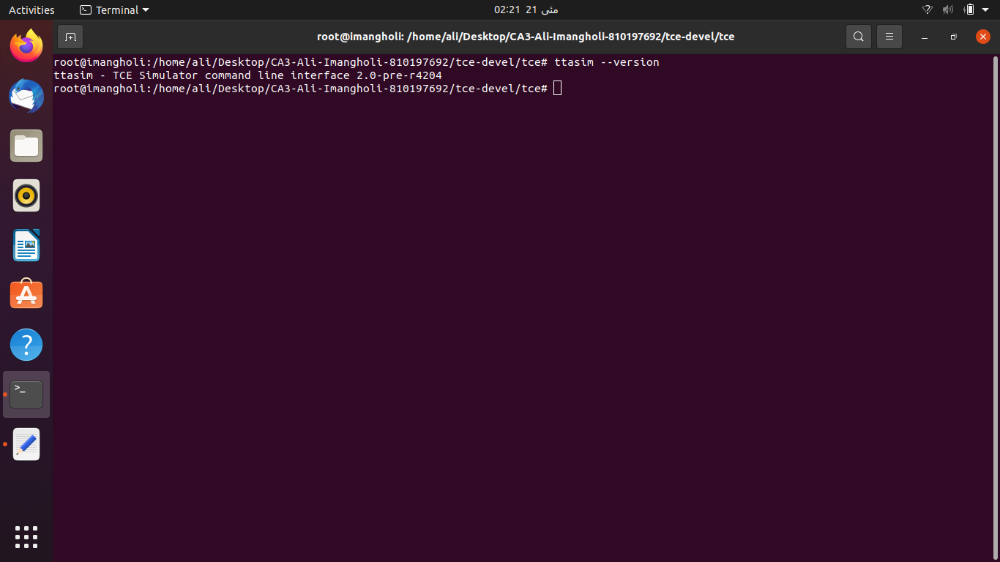 Activities
Terminal
02:21 21 مئی
root@imangholi: /home/ali/Desktop/CA3-Ali-Imangholi-810197692/tce-devel/tce
root@imangholi:/home/ali/Desktop/CA3-Ali-Imangholi-810197692/tce-devel/tce# ttasim --version
ttasim - TCE Simulator command line interface 2.0-pre-r4204
root@imangholi:/home/ali/Desktop/CA3-Ali-Imangholi-810197692/tce-devel/tce#